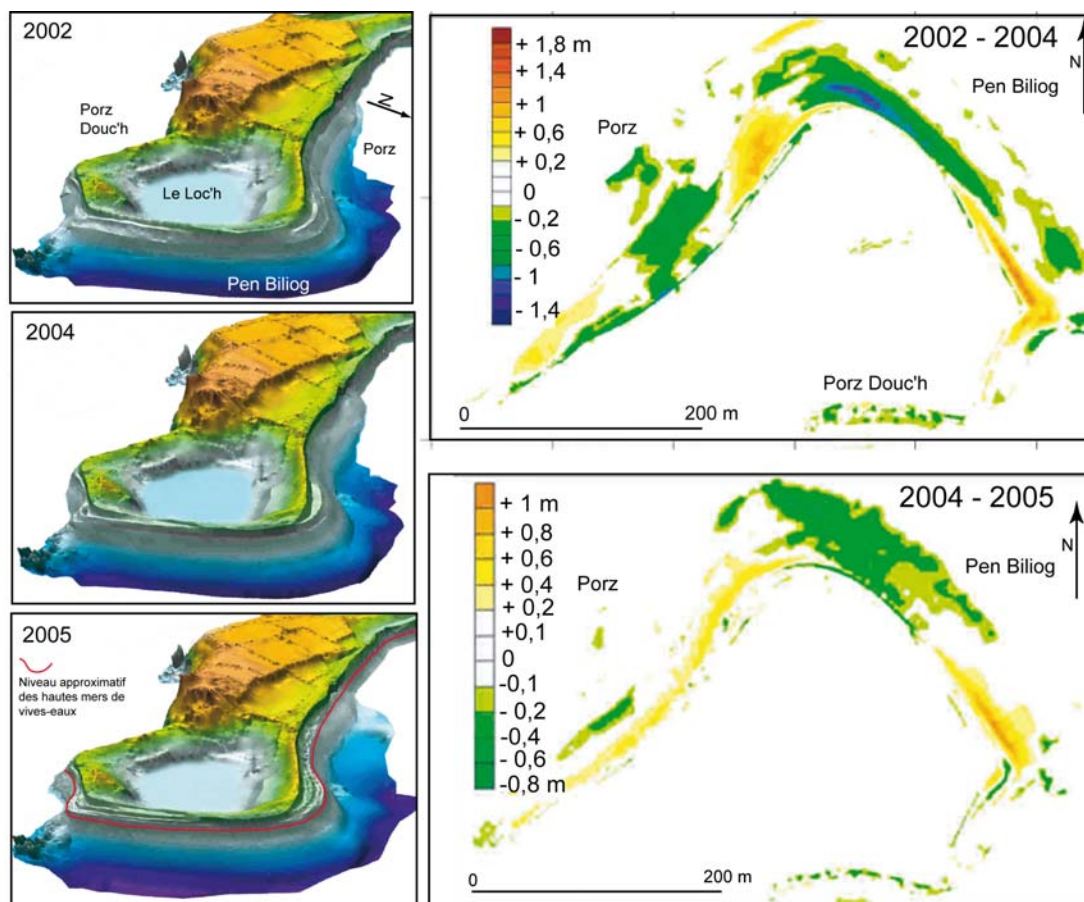 2002
Porz
Douc'h
N
Porz
Le Loc'h
Pen Biliog
2004
2005
Niveau approximatif
des hautes mers de
vives-eaux
2002 - 2004
N
Pen Biliog
Porz
+ 1,8 m
+ 1,4
+ 1
+ 0,6
+ 0,2
0
- 0,2
- 0,6
- 1
- 1,4
Porz Douc'h
0 200 m
2004 - 2005
N
Pen Biliog
Porz
+ 1 m
+ 0,8
+ 0,6
+ 0,4
+ 0,2
+0,1
0
-0,1
- 0,2
- 0,4
- 0,6
-0,8 m
0 200 m